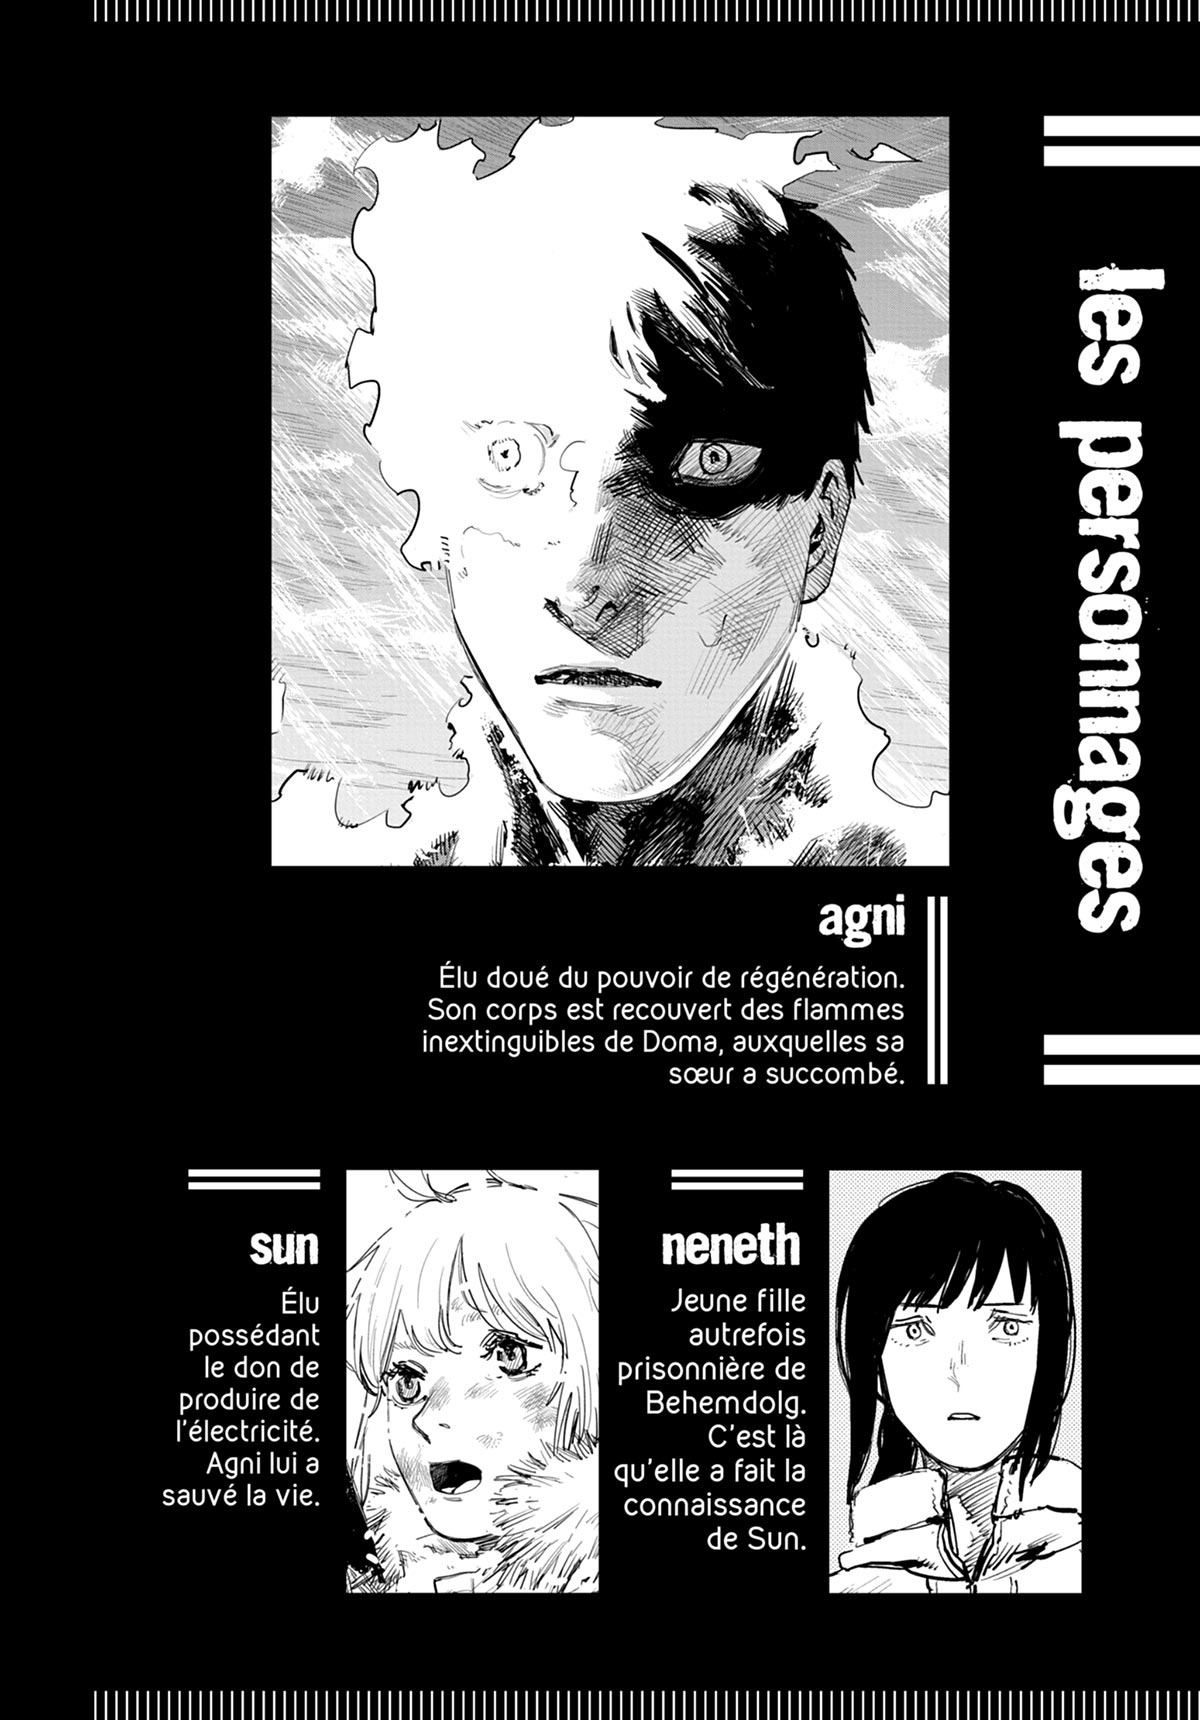 les personnages
agni
Élu doué du pouvoir de régénération.
Son corps est recouvert des flammes
inextinguibles de Doma, auxquelles sa
sœur a succombé.
sun
Élu
possédant
le don de
produire de
l'électricité.
Agni lui a
sauvé la vie.
neneth
Jeune fille
autrefois
prisonnière de
Behemdolg.
C'est là
qu'elle a fait la
connaissance
de Sun.